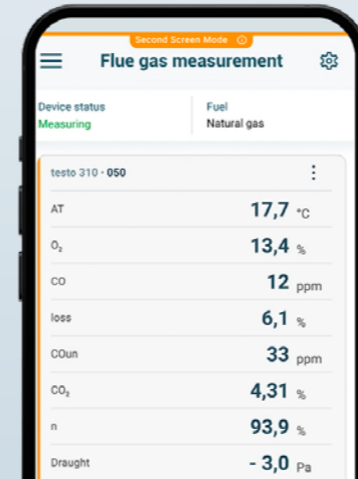 Second Screen Mode ⓘ
Flue gas measurement
Device status Fuel
Measuring Natural gas
testo 310 · 050
AT 17,7 °C
O₂ 13,4 %
CO 12 ppm
loss 6,1 %
COun 33 ppm
CO₂ 4,31 %
n 93,9 %
Draught - 3,0 Pa